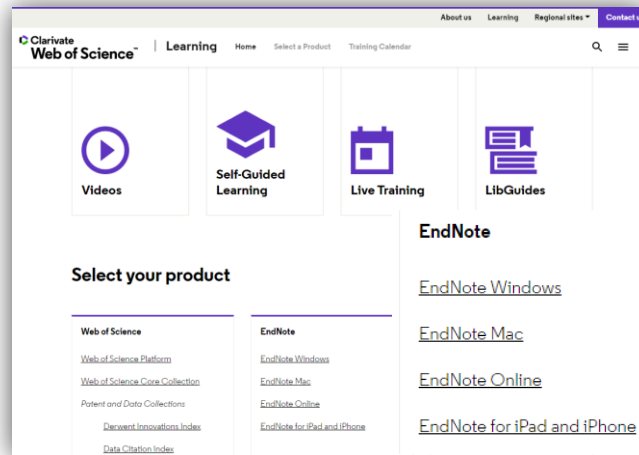 About us Learning Regional sites Contact u
Clarivate
Web of Science™ Learning Home Select a Product Training Calendar
Videos
Self-Guided
Learning
Live Training
LibGuides
EndNote
EndNote Windows
EndNote Mac
EndNote Online
EndNote for iPad and iPhone
Select your product
Web of Science
Web of Science Platform
Web of Science Core Collection
Patent and Data Collections
Derwent Innovations Index
Data Citation Index
EndNote
EndNote Windows
EndNote Mac
EndNote Online
EndNote for iPad and iPhone